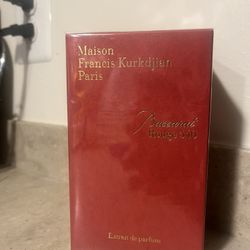 Maison
Francis Kurkdjian
Paris
Baccarat
Rouge 540
Extrait de parfum